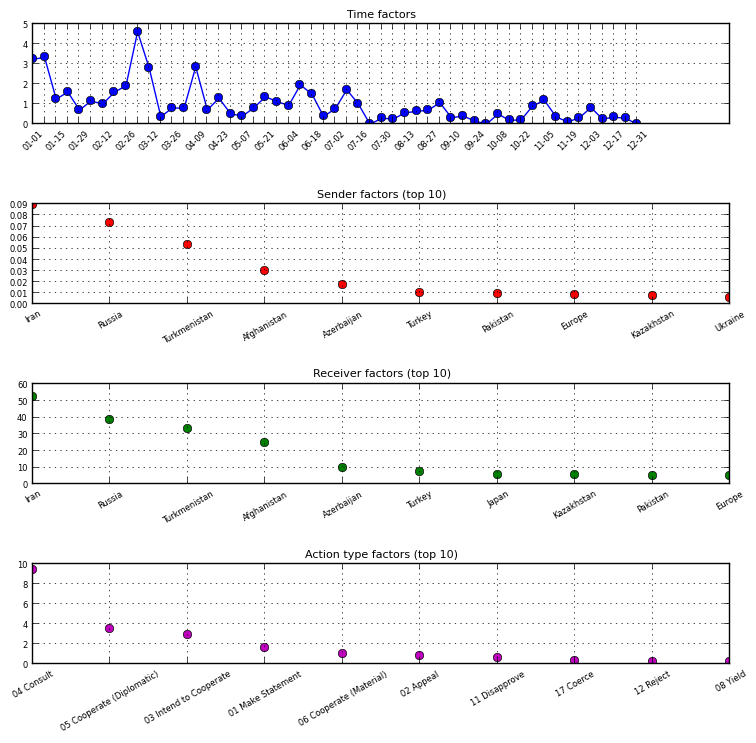 Time factors
5
4
3
2
1
0
01-01
01-15
01-29
02-12
02-26
03-12
03-26
04-09
04-23
05-07
05-21
06-04
06-18
07-02
07-16
07-30
08-13
08-27
09-10
09-24
10-08
10-22
11-05
11-19
12-03
12-17
12-31
Sender factors (top 10)
0.09
0.08
0.07
0.06
0.05
0.04
0.03
0.02
0.01
0.00
Iran
Russia
Turkmenistan
Afghanistan
Azerbaijan
Turkey
Pakistan
Europe
Kazakhstan
Ukraine
Receiver factors (top 10)
60
50
40
30
20
10
0
Iran
Russia
Turkmenistan
Afghanistan
Azerbaijan
Turkey
Japan
Kazakhstan
Pakistan
Europe
Action type factors (top 10)
10
8
6
4
2
0
04 Consult
05 Cooperate (Diplomatic)
03 Intend to Cooperate
01 Make Statement
06 Cooperate (Material)
02 Appeal
11 Disapprove
17 Coerce
12 Reject
08 Yield